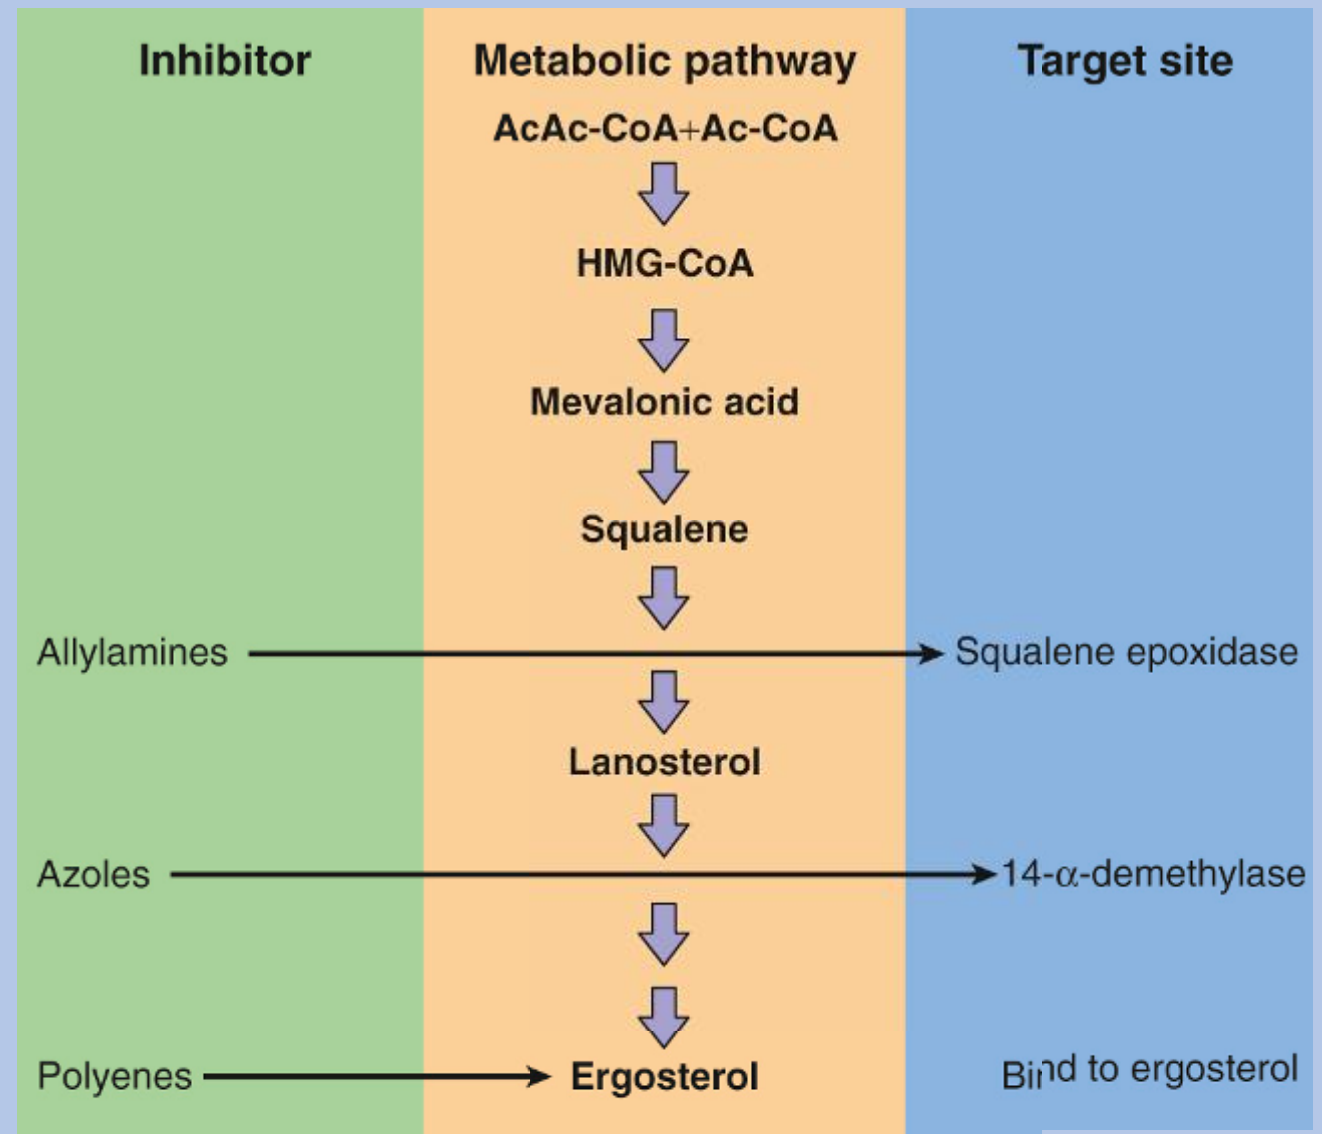 Inhibitor
Metabolic pathway
Target site
AcAc-CoA+Ac-CoA
HMG-CoA
Mevalonic acid
Squalene
Allylamines
Squalene epoxidase
Lanosterol
Azoles
14-α-demethylase
Polyenes
Ergosterol
Bind to ergosterol